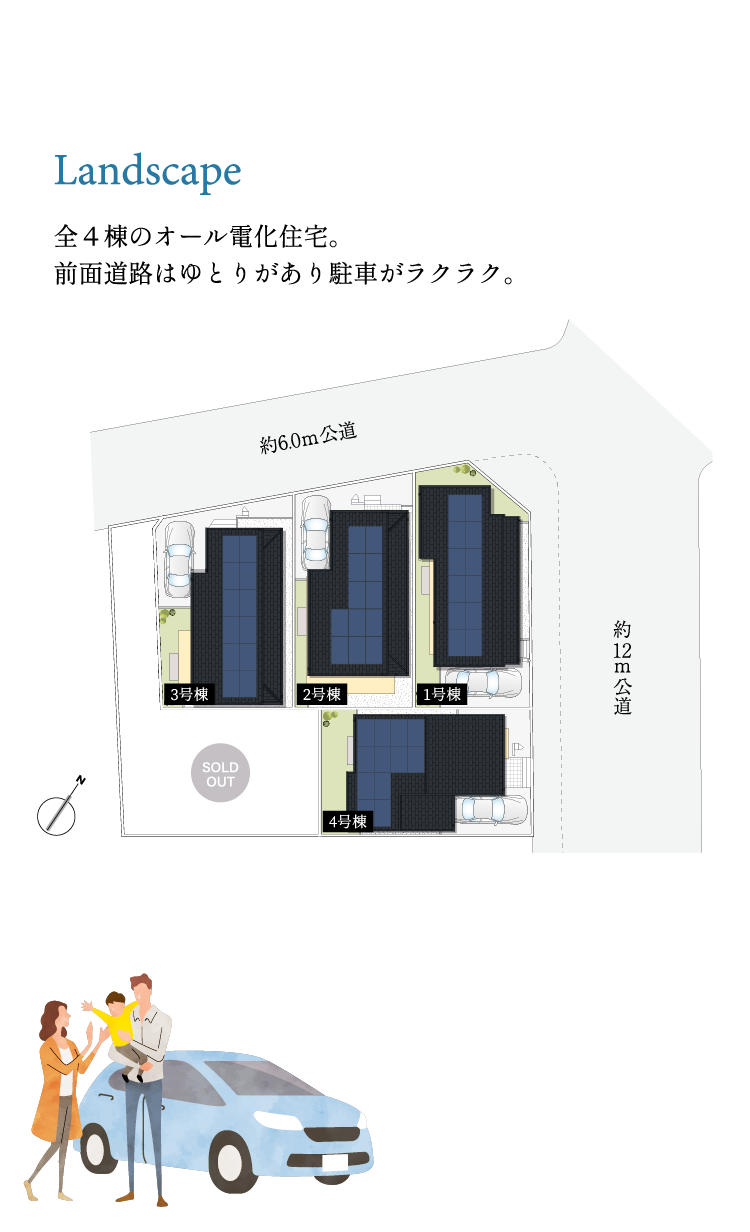 Landscape
全４棟のオール電化住宅。
前面道路はゆとりがあり駐車がラクラク。
約6.0m公道
約12m公道
3号棟
2号棟
1号棟
SOLD
OUT
4号棟
N